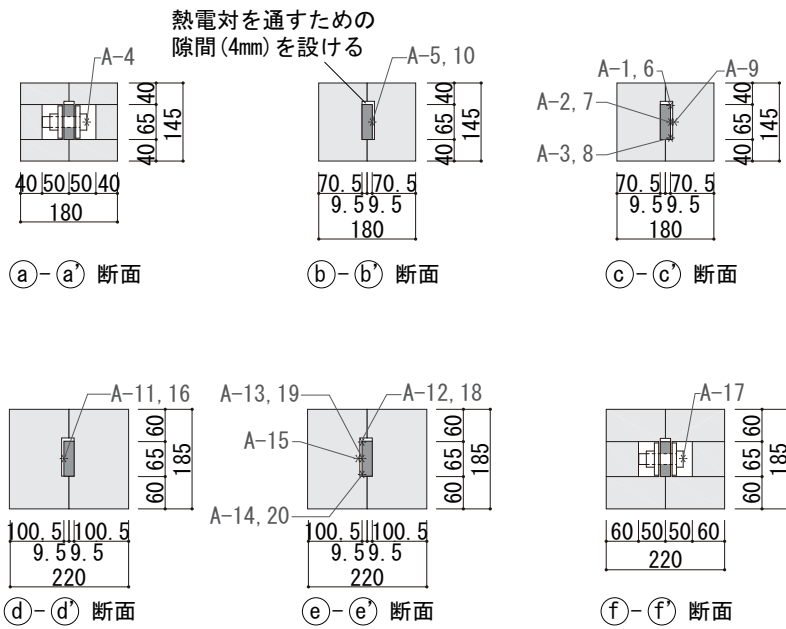 熱電対を通すための
隙間(4mm)を設ける
A-4
40
65
40
145
40 50 50 40
180
ⓐ-ⓐ' 断面
A-5, 10
40
65
40
145
70.5 70.5
9.5 9.5
180
ⓑ-ⓑ' 断面
A-1, 6
A-9
A-2, 7
A-3, 8
40
65
40
145
70.5 70.5
9.5 9.5
180
ⓒ-ⓒ' 断面
A-11, 16
60
65
60
185
100.5 100.5
9.5 9.5
220
ⓓ-ⓓ' 断面
A-13, 19
A-12, 18
A-15
A-14, 20
60
65
60
185
100.5 100.5
9.5 9.5
220
ⓔ-ⓔ' 断面
A-17
60
65
60
185
60 50 50 60
220
ⓕ-ⓕ' 断面